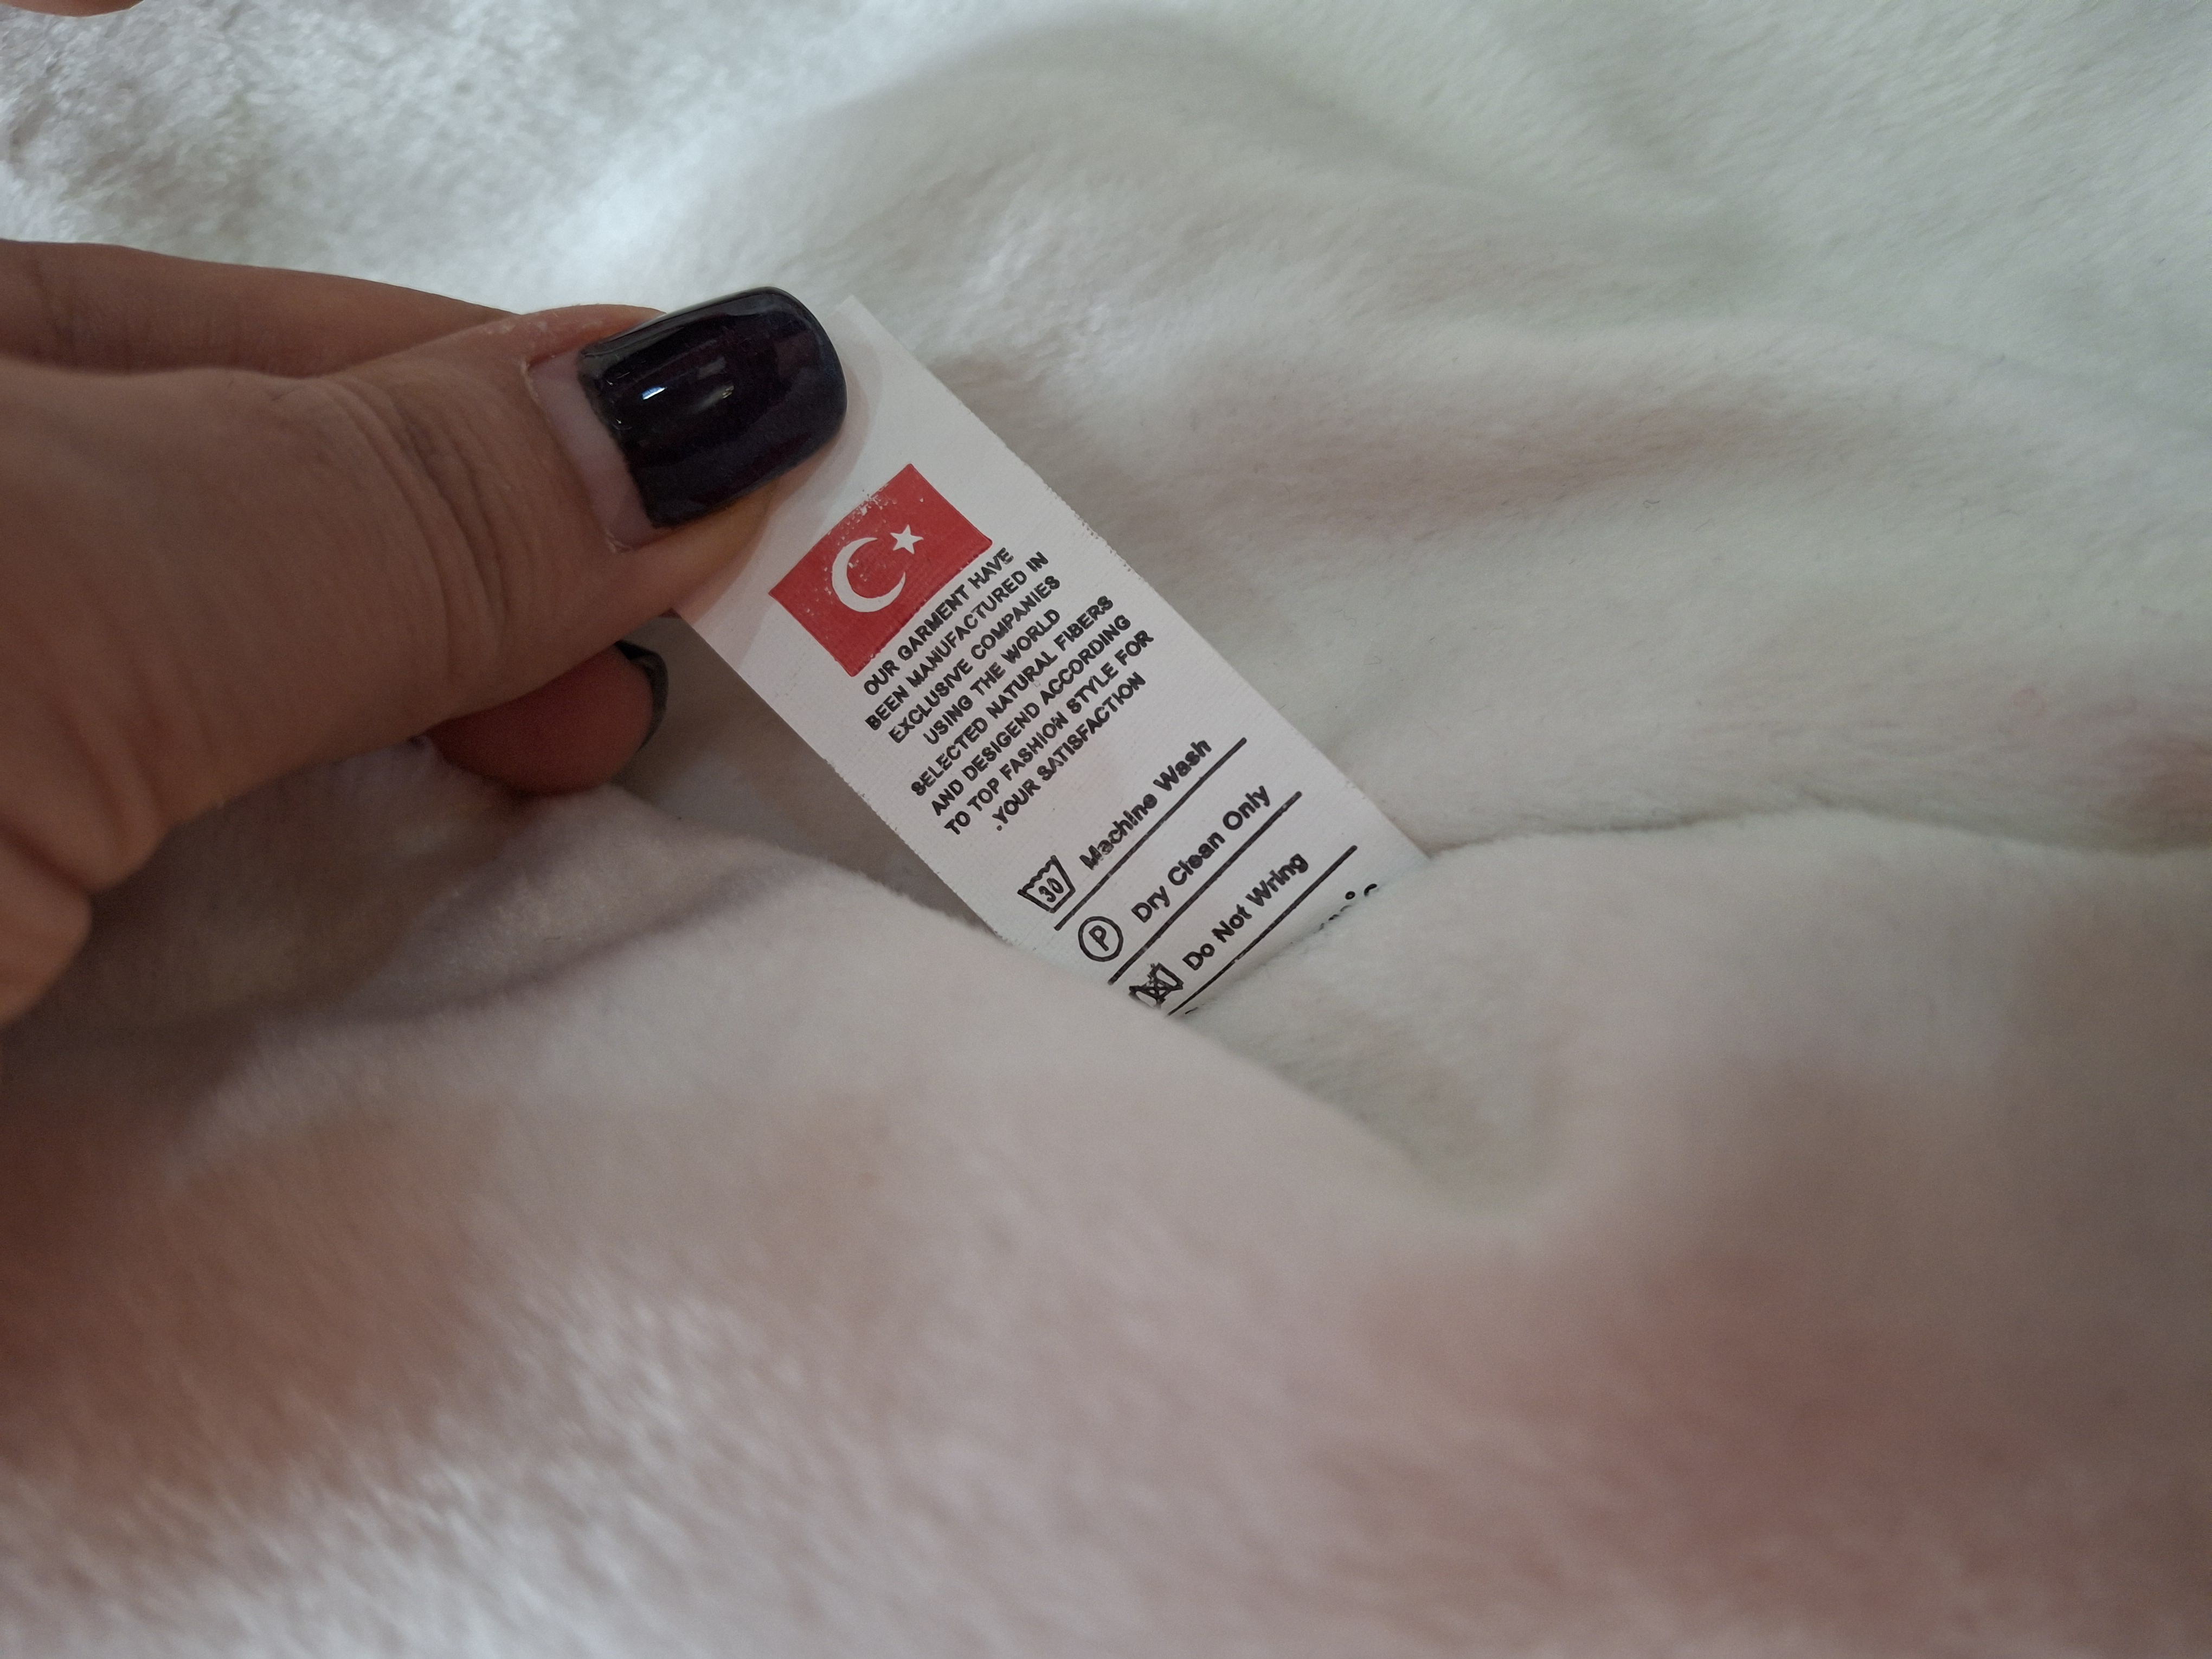 OUR GARMENT HAVE
BEEN MANUFACTURED IN
EXCLUSIVE COMPANIES
USING THE WORLD
SELECTED NATURAL FIBERS
AND DESIGEND ACCORDING
TO TOP FASHION STYLE FOR
.YOUR SATISFACTION
30 Machine Wash
P Dry Clean Only
Do Not Wring